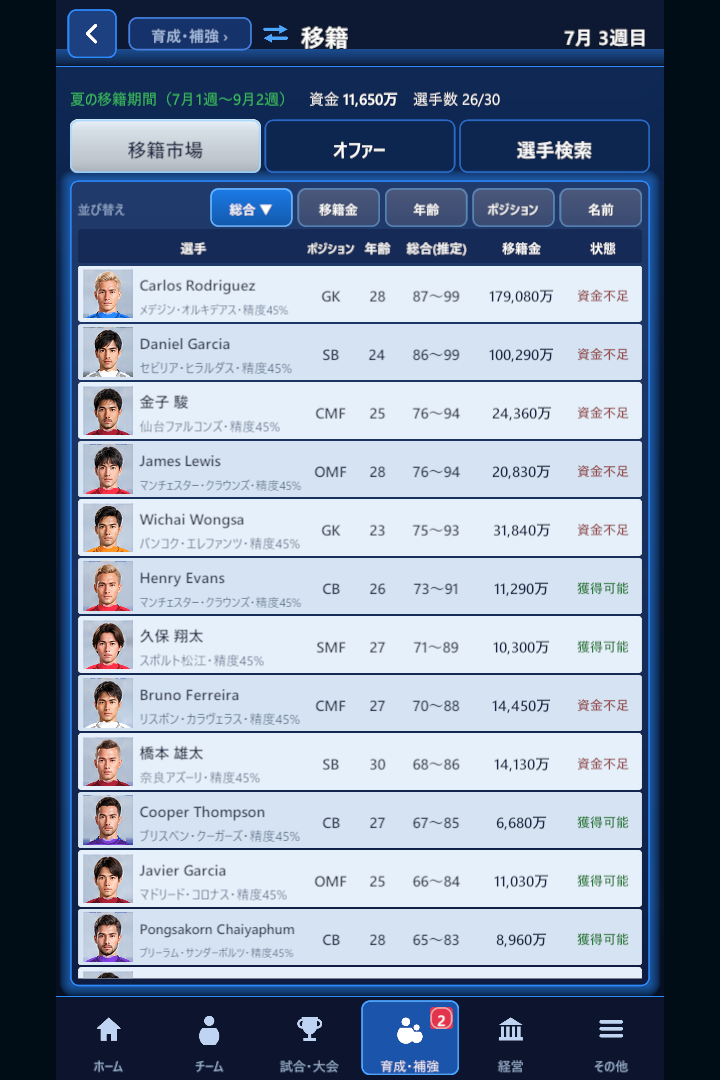 育成・補強 › 移籍 7月 3週目
夏の移籍期間（7月1週～9月2週） 資金 11,650万 選手数 26/30
移籍市場 オファー 選手検索
並び替え 総合▼ 移籍金 年齢 ポジション 名前
選手 ポジション 年齢 総合(推定) 移籍金 状態
Carlos Rodriguez GK 28 87～99 179,080万 資金不足
メデジン・オルキデアス・精度45%
Daniel Garcia SB 24 86～99 100,290万 資金不足
セビリア・ヒラルダス・精度45%
金子 駿 CMF 25 76～94 24,360万 資金不足
仙台ファルコンズ・精度45%
James Lewis OMF 28 76～94 20,830万 資金不足
マンチェスター・クラウンズ・精度45%
Wichai Wongsa GK 23 75～93 31,840万 資金不足
バンコク・エレファンツ・精度45%
Henry Evans CB 26 73～91 11,290万 獲得可能
マンチェスター・クラウンズ・精度45%
久保 翔太 SMF 27 71～89 10,300万 獲得可能
スポルト松江・精度45%
Bruno Ferreira CMF 27 70～88 14,450万 資金不足
リスボン・カラヴェラス・精度45%
橋本 雄太 SB 30 68～86 14,130万 資金不足
奈良アズーリ・精度45%
Cooper Thompson CB 27 67～85 6,680万 獲得可能
ブリスベン・クーガーズ・精度45%
Javier Garcia OMF 25 66～84 11,030万 獲得可能
マドリード・コロナス・精度45%
Pongsakorn Chaiyaphum CB 28 65～83 8,960万 獲得可能
ブリーラム・サンダーボルツ・精度45%
2
ホーム チーム 試合・大会 育成・補強 経営 その他